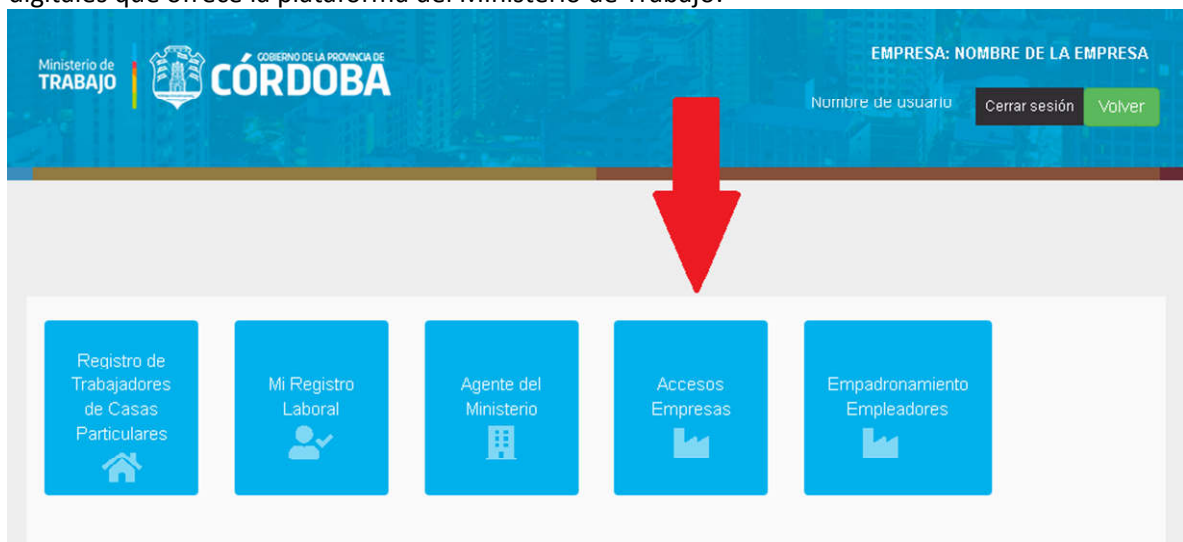 digitales que ofrece la plataforma del Ministerio de Trabajo.
Ministerio de
TRABAJO
GOBIERNO DE LA PROVINCIA DE
CÓRDOBA
EMPRESA: NOMBRE DE LA EMPRESA
Nombre de usuario
Cerrar sesión
Volver
Registro de
Trabajadores
de Casas
Particulares
Mi Registro
Laboral
Agente del
Ministerio
Accesos
Empresas
Empadronamiento
Empleadores